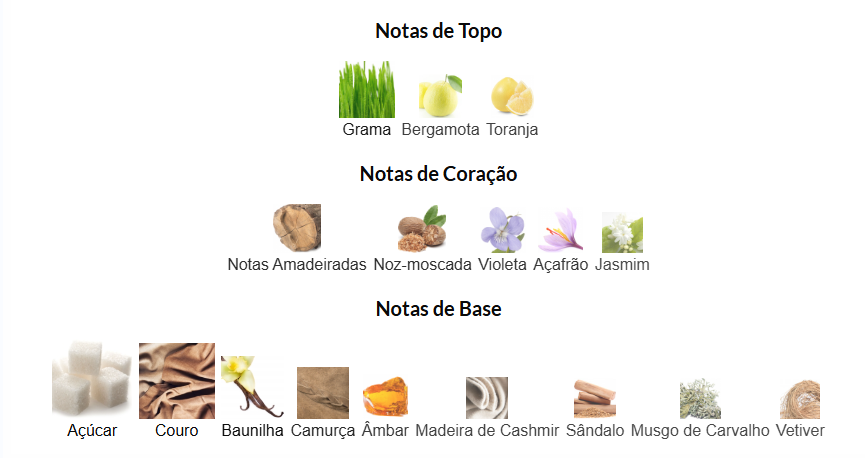 Notas de Topo
Grama Bergamota Toranja
Notas de Coração
Notas Amadeiradas Noz-moscada Violeta Açafrão Jasmim
Notas de Base
Açúcar Couro Baunilha Camurça Âmbar Madeira de Cashmir Sândalo Musgo de Carvalho Vetiver